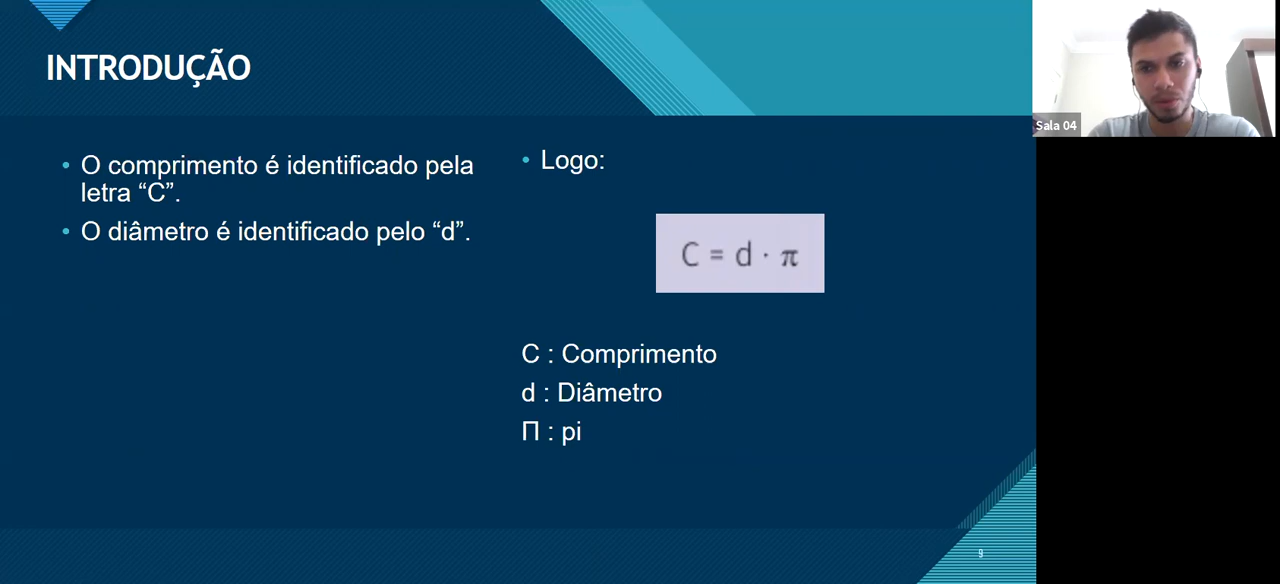 INTRODUÇÃO
• O comprimento é identificado pela
letra “C”.
• O diâmetro é identificado pelo “d”.
• Logo:
C = d · π
C : Comprimento
d : Diâmetro
Π : pi
9
Sala 04